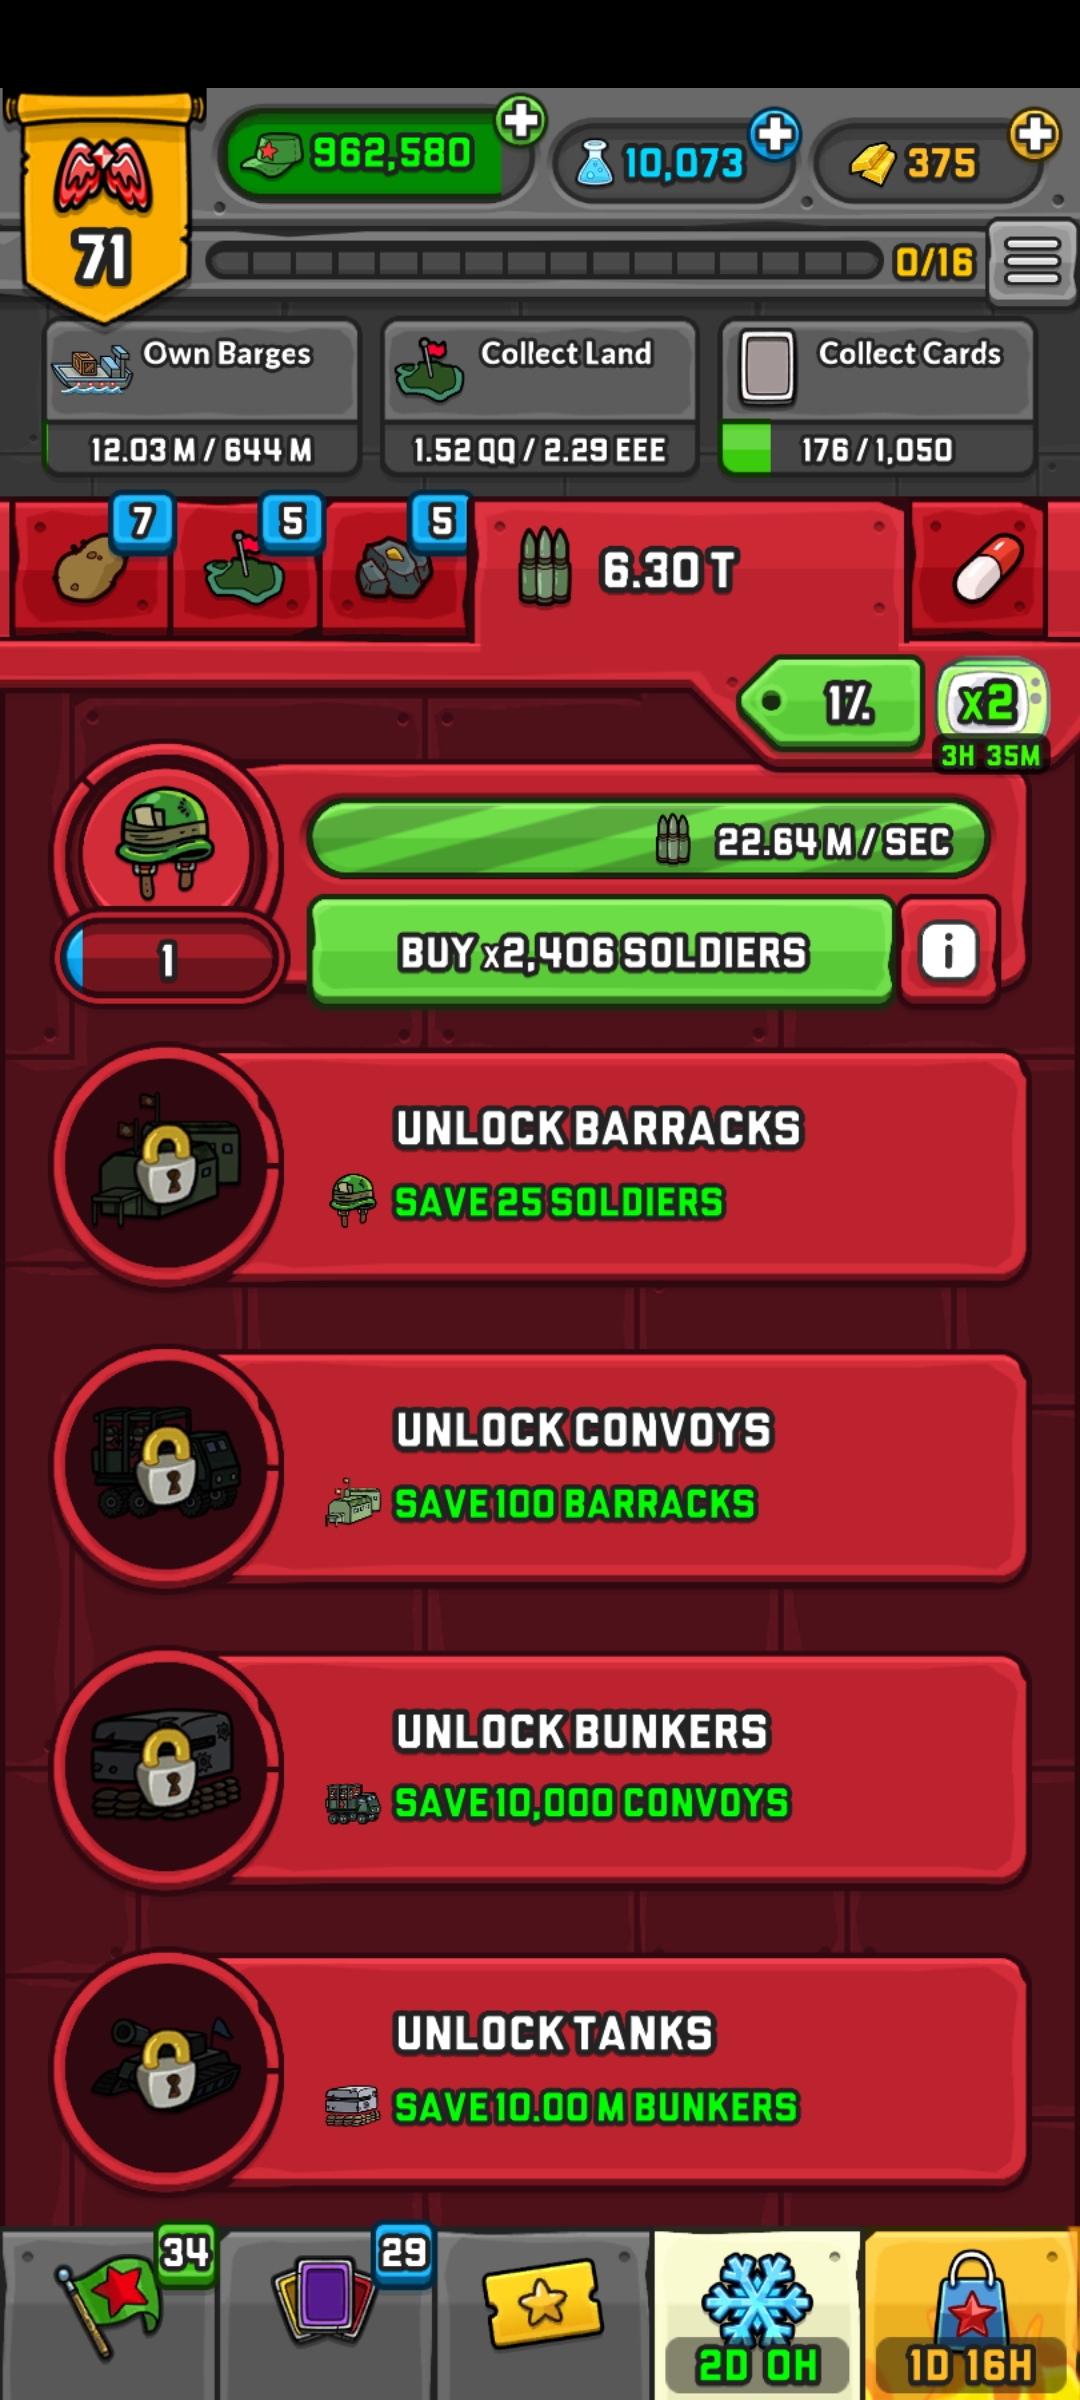 962,580
10,073
375
71
0/16
Own Barges
Collect Land
Collect Cards
12.03 M / 644 M
1.52 QQ / 2.29 EEE
176 / 1,050
7
5
5
6.30 T
1%
x2
3H 35M
22.64 M / SEC
1
BUY x2,406 SOLDIERS
i
UNLOCK BARRACKS
SAVE 25 SOLDIERS
UNLOCK CONVOYS
SAVE 100 BARRACKS
UNLOCK BUNKERS
SAVE 10,000 CONVOYS
UNLOCK TANKS
SAVE 10.00 M BUNKERS
34
29
2D 0H
1D 16H